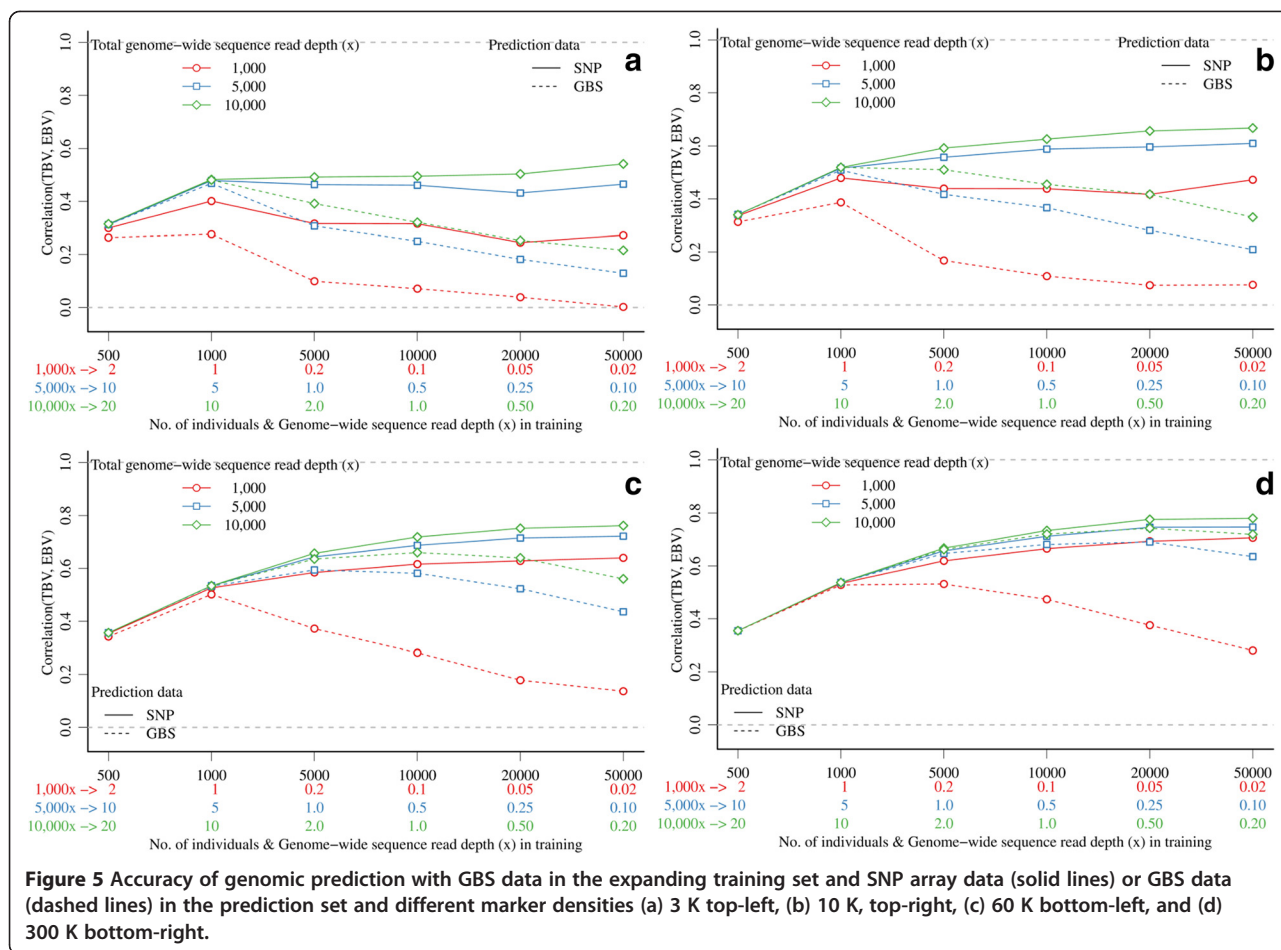 a
Total genome−wide sequence read depth (x)
1,000
5,000
10,000
Prediction data
SNP
GBS
Correlation(TBV, EBV)
1.0
0.8
0.6
0.4
0.2
0.0
500 1000 5000 10000 20000 50000
1,000x −> 2 1 0.2 0.1 0.05 0.02
5,000x −> 10 5 1.0 0.5 0.25 0.10
10,000x −> 20 10 2.0 1.0 0.50 0.20
No. of individuals & Genome−wide sequence read depth (x) in training
b
Total genome−wide sequence read depth (x)
1,000
5,000
10,000
Prediction data
SNP
GBS
Correlation(TBV, EBV)
1.0
0.8
0.6
0.4
0.2
0.0
500 1000 5000 10000 20000 50000
1,000x −> 2 1 0.2 0.1 0.05 0.02
5,000x −> 10 5 1.0 0.5 0.25 0.10
10,000x −> 20 10 2.0 1.0 0.50 0.20
No. of individuals & Genome−wide sequence read depth (x) in training
c
Total genome−wide sequence read depth (x)
1,000
5,000
10,000
Prediction data
SNP
GBS
Correlation(TBV, EBV)
1.0
0.8
0.6
0.4
0.2
0.0
500 1000 5000 10000 20000 50000
1,000x −> 2 1 0.2 0.1 0.05 0.02
5,000x −> 10 5 1.0 0.5 0.25 0.10
10,000x −> 20 10 2.0 1.0 0.50 0.20
No. of individuals & Genome−wide sequence read depth (x) in training
d
Total genome−wide sequence read depth (x)
1,000
5,000
10,000
Prediction data
SNP
GBS
Correlation(TBV, EBV)
1.0
0.8
0.6
0.4
0.2
0.0
500 1000 5000 10000 20000 50000
1,000x −> 2 1 0.2 0.1 0.05 0.02
5,000x −> 10 5 1.0 0.5 0.25 0.10
10,000x −> 20 10 2.0 1.0 0.50 0.20
No. of individuals & Genome−wide sequence read depth (x) in training
Figure 5 Accuracy of genomic prediction with GBS data in the expanding training set and SNP array data (solid lines) or GBS data
(dashed lines) in the prediction set and different marker densities (a) 3 K top-left, (b) 10 K, top-right, (c) 60 K bottom-left, and (d)
300 K bottom-right.